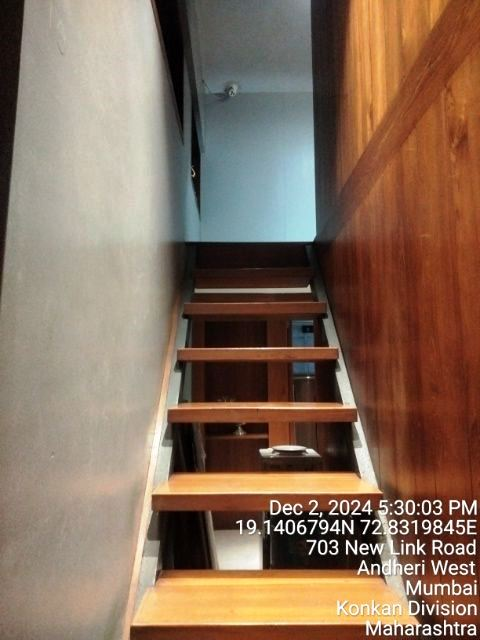 Dec 2, 2024 5:30:03 PM
19.1406794N 72.8319845E
703 New Link Road
Andheri West
Mumbai
Konkan Division
Maharashtra